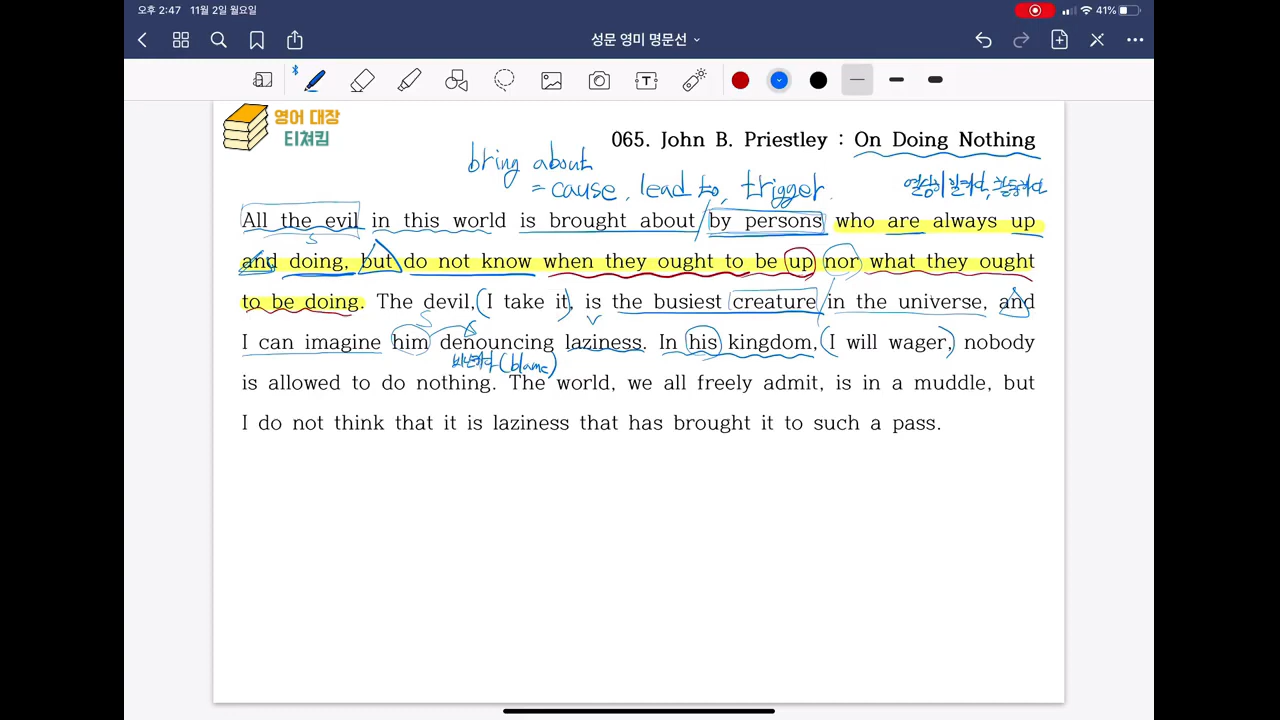 오후 2:47 11월 2일 월요일
41%
성문 영미 명문선
영어 대장
티쳐킴
065. John B. Priestley : On Doing Nothing
bring about
= cause, lead to, trigger.
열심히 일하다, 활동하다
All the evil in this world is brought about by persons who are always up
S
and doing, but do not know when they ought to be up nor what they ought
to be doing. The devil, (I take it), is the busiest creature in the universe, and
S V
I can imagine him denouncing laziness. In his kingdom, (I will wager,) nobody
비난하다 (blame)
is allowed to do nothing. The world, we all freely admit, is in a muddle, but
I do not think that it is laziness that has brought it to such a pass.